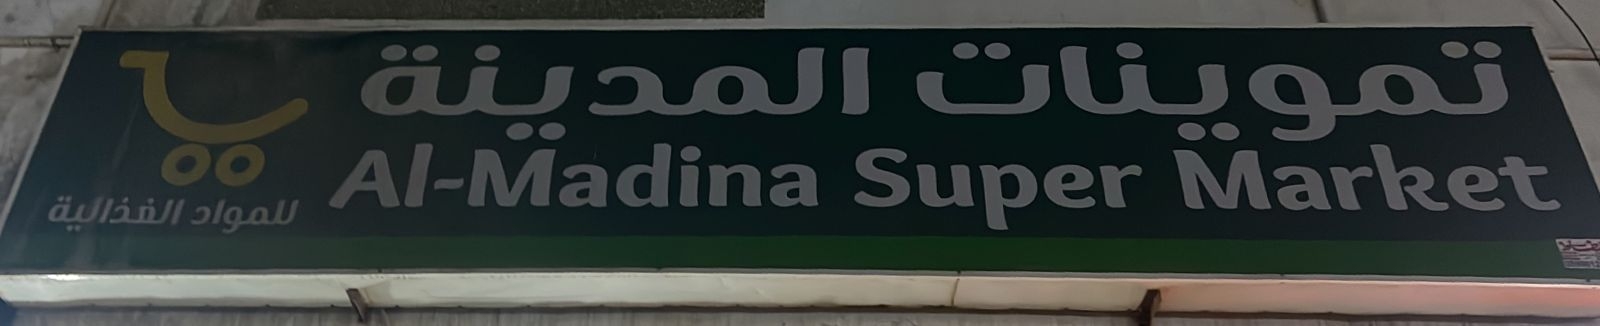 تموينات المدينة
Al-Madina Super Market
للمواد الغذائية